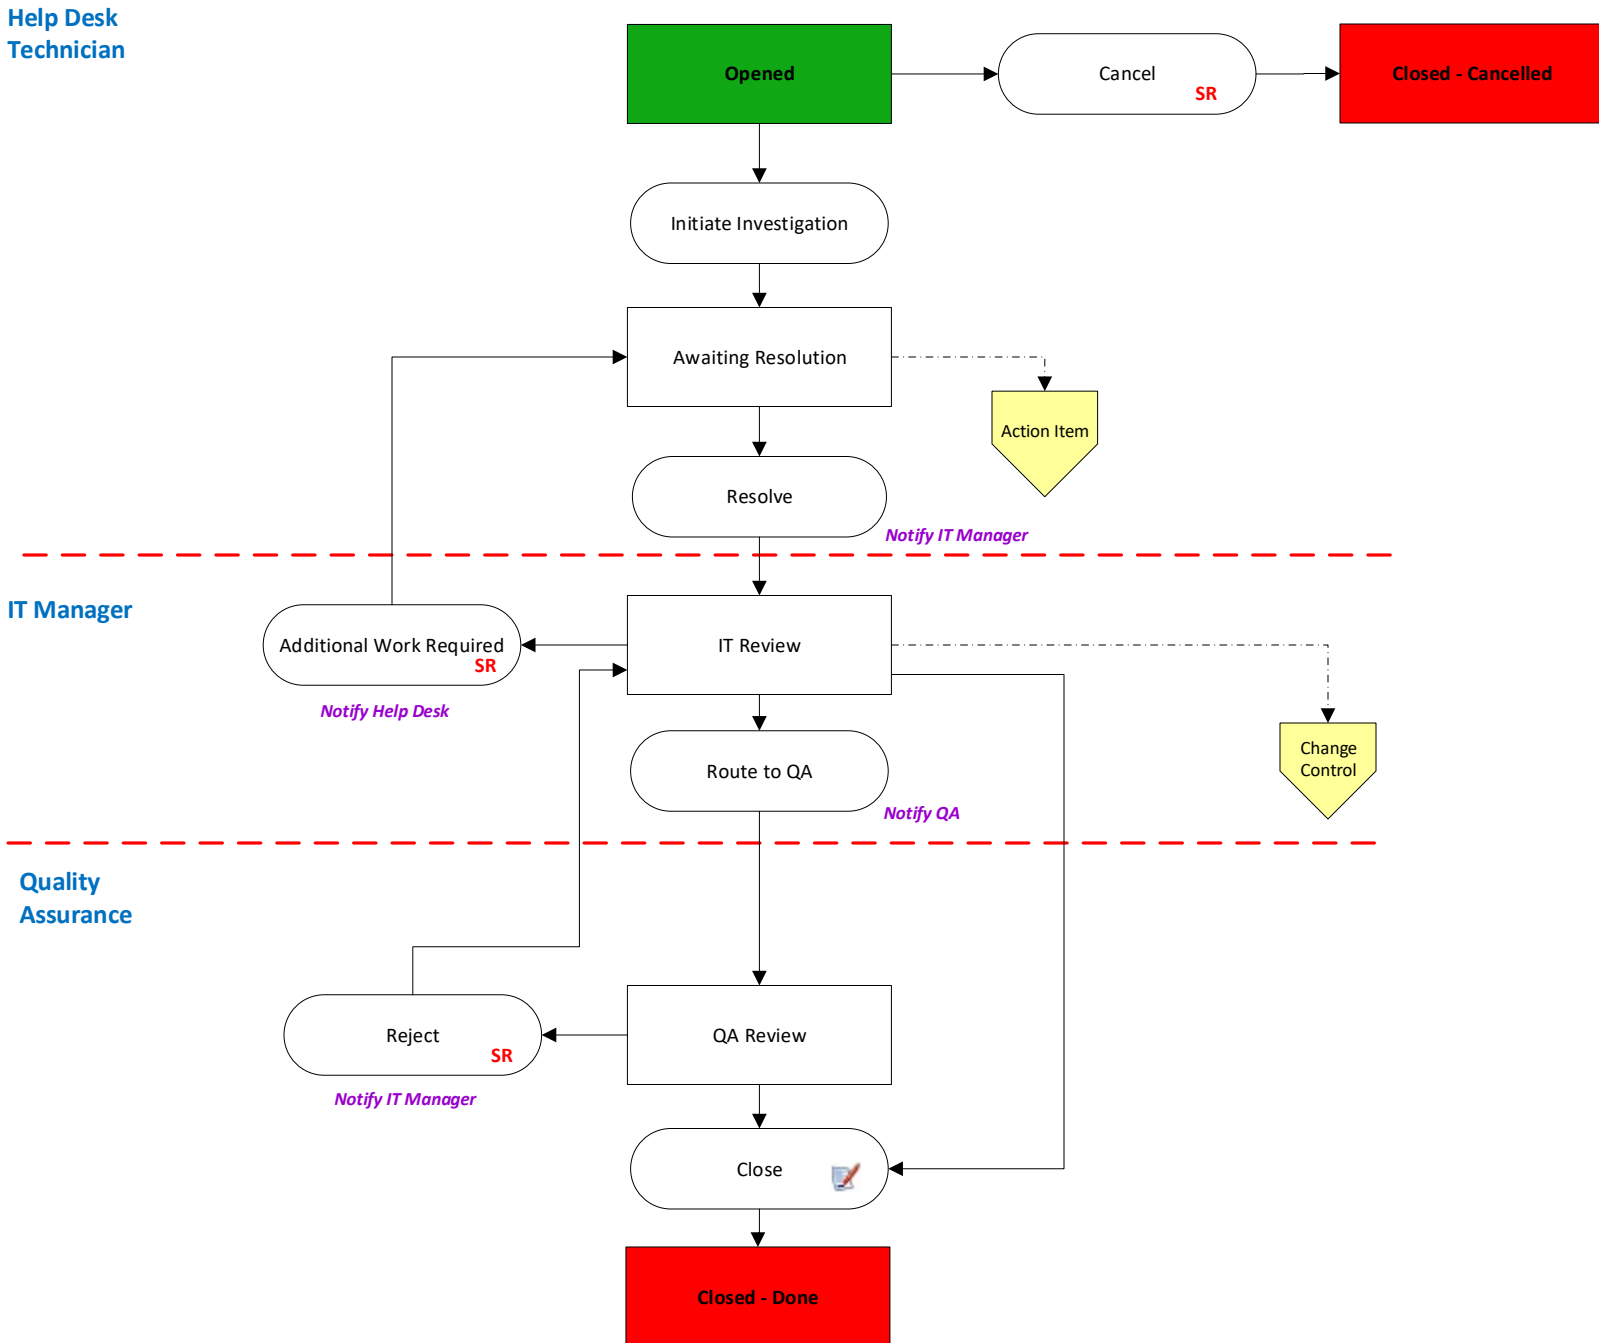 Help Desk
Technician
Opened
Cancel
SR
Closed - Cancelled
Initiate Investigation
Awaiting Resolution
Action Item
Resolve
Notify IT Manager
IT Manager
Additional Work Required
SR
IT Review
Notify Help Desk
Change
Control
Route to QA
Notify QA
Quality
Assurance
Reject
SR
QA Review
Notify IT Manager
Close
Closed - Done